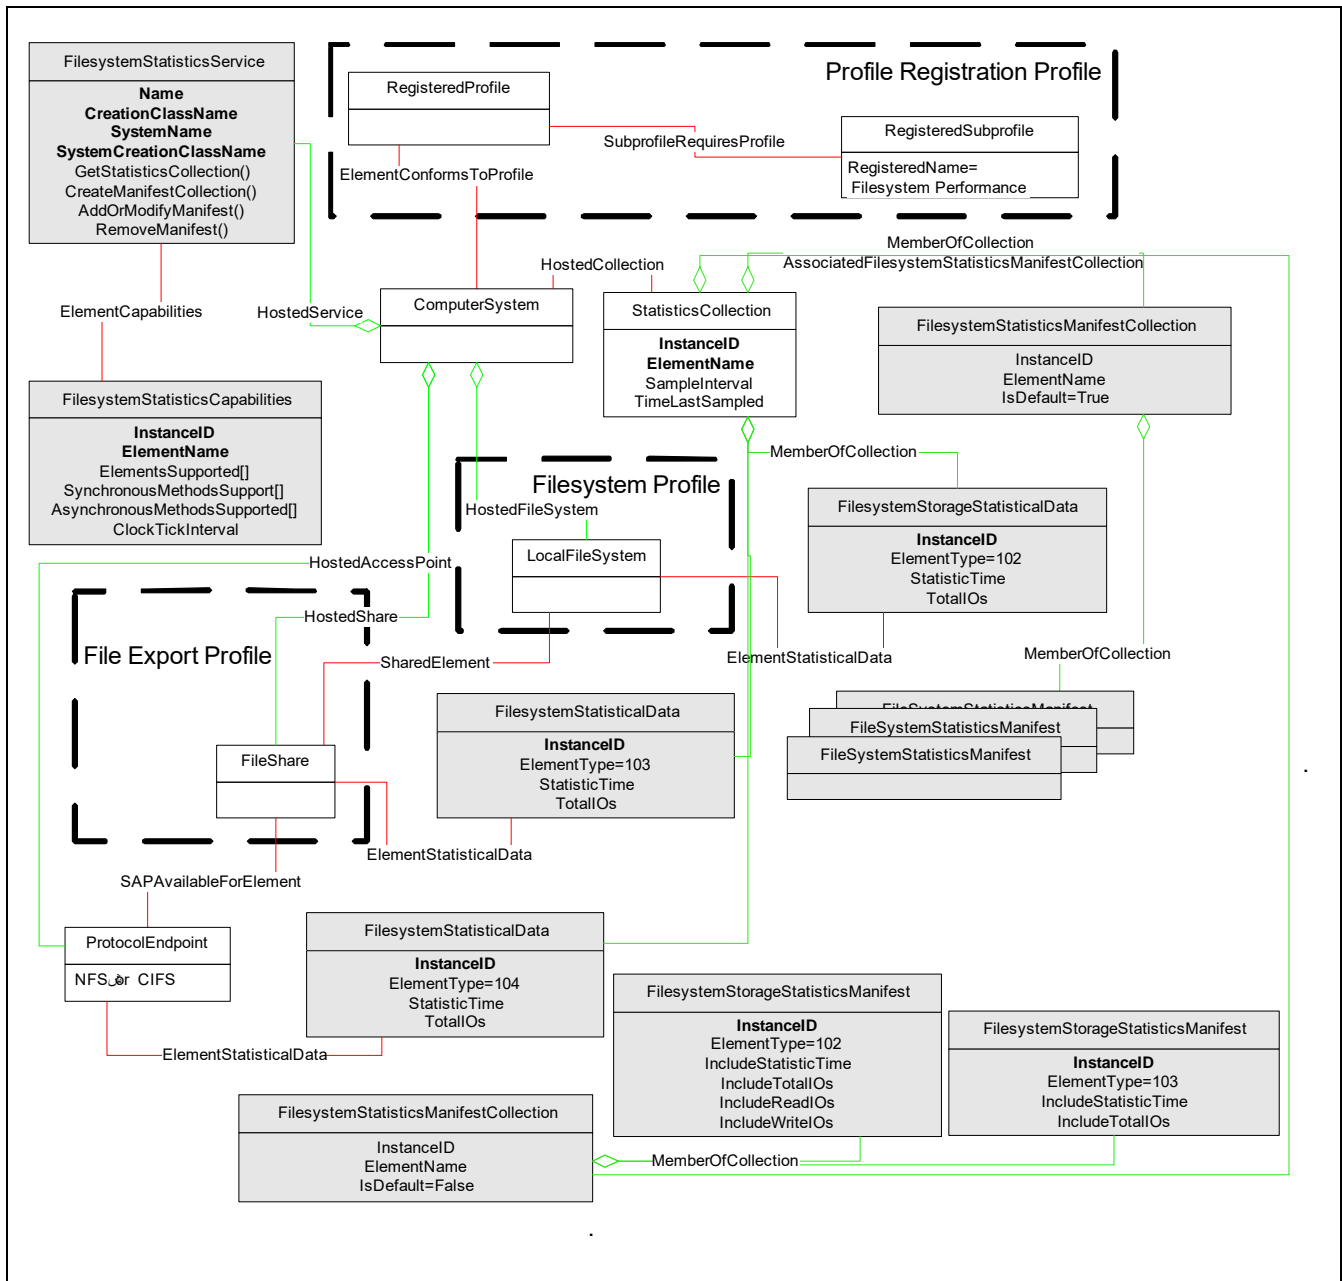 FilesystemStatisticsService
Name
CreationClassName
SystemName
SystemCreationClassName
GetStatisticsCollection()
CreateManifestCollection()
AddOrModifyManifest()
RemoveManifest()
Profile Registration Profile
RegisteredProfile
SubprofileRequiresProfile
RegisteredSubprofile
RegisteredName=
Filesystem Performance
ElementConformsToProfile
MemberOfCollection
AssociatedFilesystemStatisticsManifestCollection
HostedCollection
ElementCapabilities
HostedService
ComputerSystem
StatisticsCollection
InstanceID
ElementName
SampleInterval
TimeLastSampled
FilesystemStatisticsManifestCollection
InstanceID
ElementName
IsDefault=True
FilesystemStatisticsCapabilities
InstanceID
ElementName
ElementsSupported[]
SynchronousMethodsSupport[]
AsynchronousMethodsSupported[]
ClockTickInterval
MemberOfCollection
Filesystem Profile
HostedFileSystem
LocalFileSystem
FilesystemStorageStatisticalData
InstanceID
ElementType=102
StatisticTime
TotalIOs
HostedAccessPoint
HostedShare
File Export Profile
SharedElement
ElementStatisticalData
MemberOfCollection
FileSystemStatisticsManifest
FileSystemStatisticsManifest
FileSystemStatisticsManifest
FilesystemStatisticalData
InstanceID
ElementType=103
StatisticTime
TotalIOs
FileShare
ElementStatisticalData
SAPAvailableForElement
ProtocolEndpoint
NFS or CIFS
FilesystemStatisticalData
InstanceID
ElementType=104
StatisticTime
TotalIOs
ElementStatisticalData
FilesystemStorageStatisticsManifest
InstanceID
ElementType=102
IncludeStatisticTime
IncludeTotalIOs
IncludeReadIOs
IncludeWriteIOs
FilesystemStorageStatisticsManifest
InstanceID
ElementType=103
IncludeStatisticTime
IncludeTotalIOs
FilesystemStatisticsManifestCollection
InstanceID
ElementName
IsDefault=False
MemberOfCollection